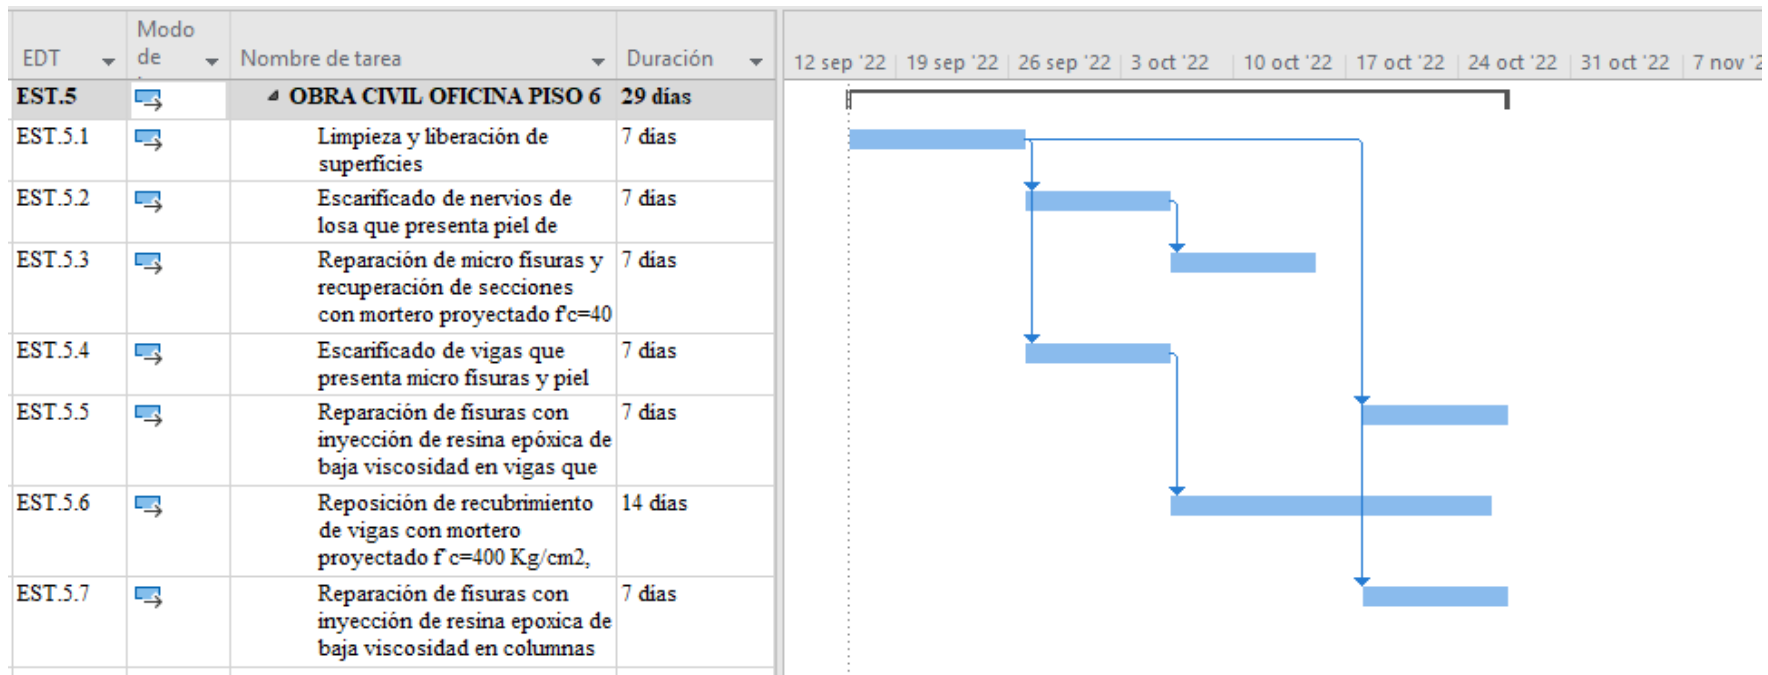 EDT
Modo de
Nombre de tarea
Duración
12 sep '22 19 sep '22 26 sep '22 3 oct '22 10 oct '22 17 oct '22 24 oct '22 31 oct '22 7 nov '2
EST.5 OBRA CIVIL OFICINA PISO 6 29 días
EST.5.1 Limpieza y liberación de 7 días
superficies
EST.5.2 Escarificado de nervios de 7 días
losa que presenta piel de
EST.5.3 Reparación de micro fisuras y 7 días
recuperación de secciones
con mortero proyectado f'c=40
EST.5.4 Escarificado de vigas que 7 días
presenta micro fisuras y piel
EST.5.5 Reparación de fisuras con 7 días
inyección de resina epóxica de
baja viscosidad en vigas que
EST.5.6 Reposición de recubrimiento 14 días
de vigas con mortero
proyectado f'c=400 Kg/cm2,
EST.5.7 Reparación de fisuras con 7 días
inyección de resina epoxica de
baja viscosidad en columnas